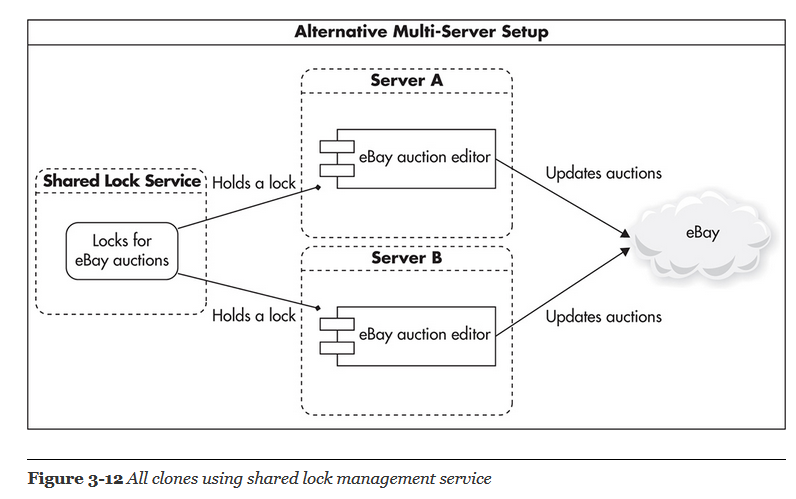 Alternative Multi-Server Setup
Server A
eBay auction editor
Shared Lock Service
Holds a lock
Updates auctions
Locks for
eBay auctions
eBay
Server B
Holds a lock
Updates auctions
eBay auction editor
Figure 3-12 All clones using shared lock management service